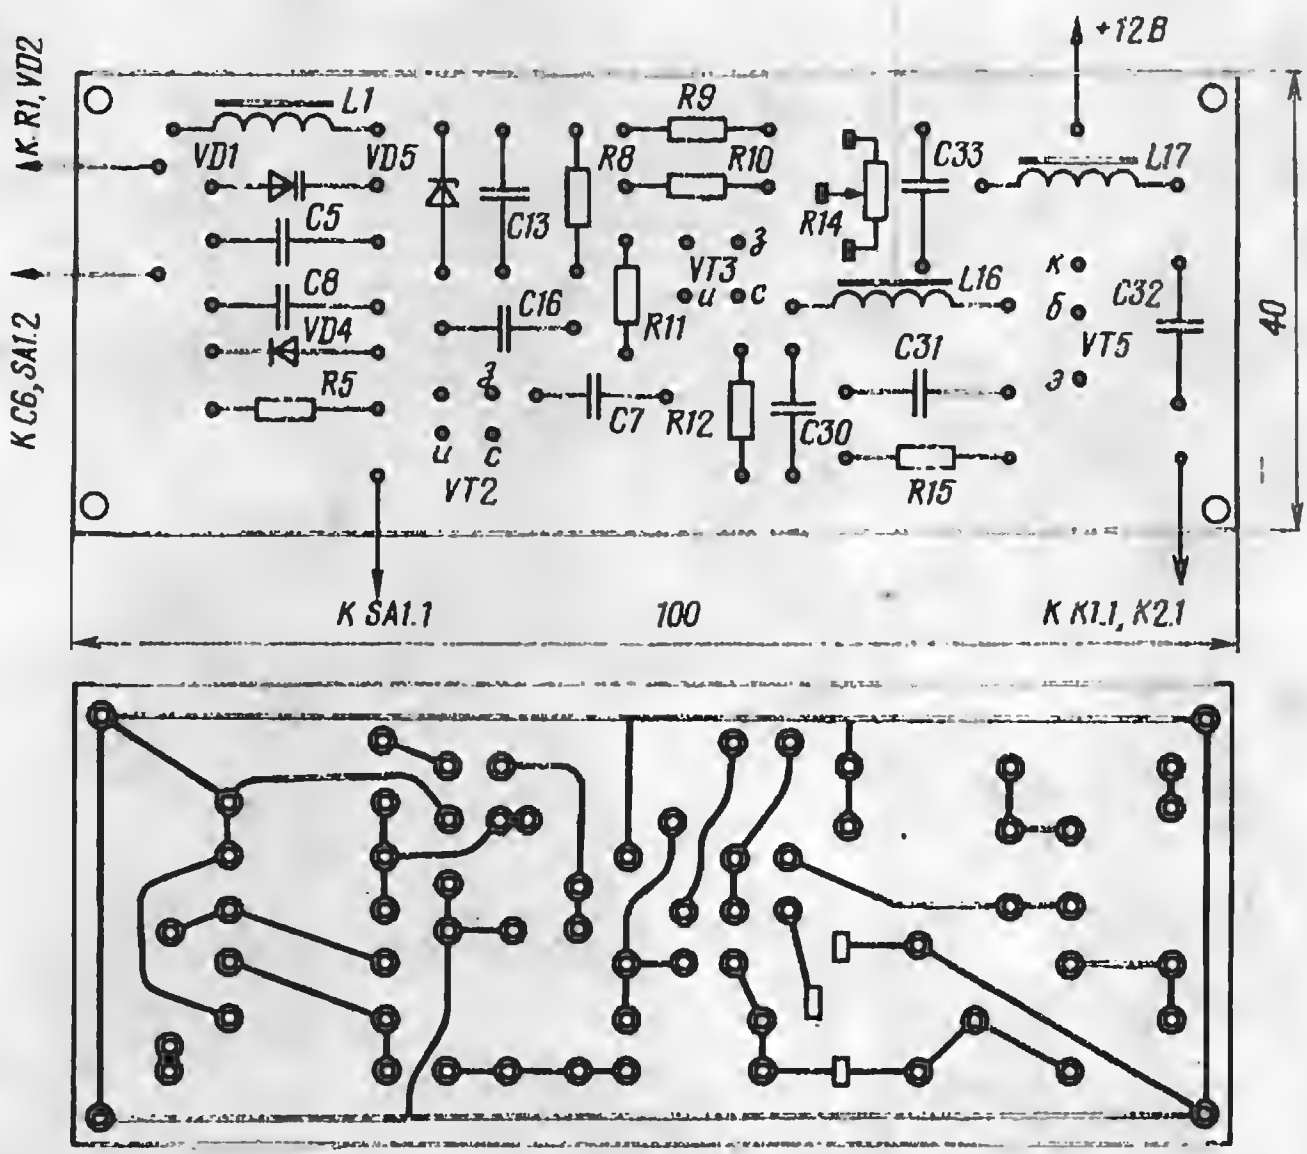 +12В
К R1, VD2
L1
R9
VD1
VD5
R8
R10
C33
L17
C5
C13
R14
з
VT3
и
с
C8
C16
L16
к
C32
VD4
R11
б
40
C31
VT5
R5
з
э
К C6, SA1.2
C7
R12
C30
и
с
VT2
R15
К SA1.1
100
К K1.1, K2.1